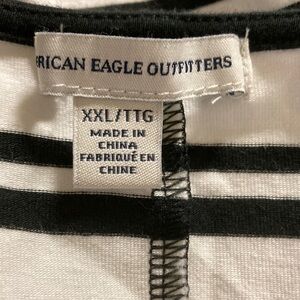 RICAN EAGLE OUTFITTERS
XXL/TTG
MADE IN
CHINA
FABRIQUÉ EN
CHINE